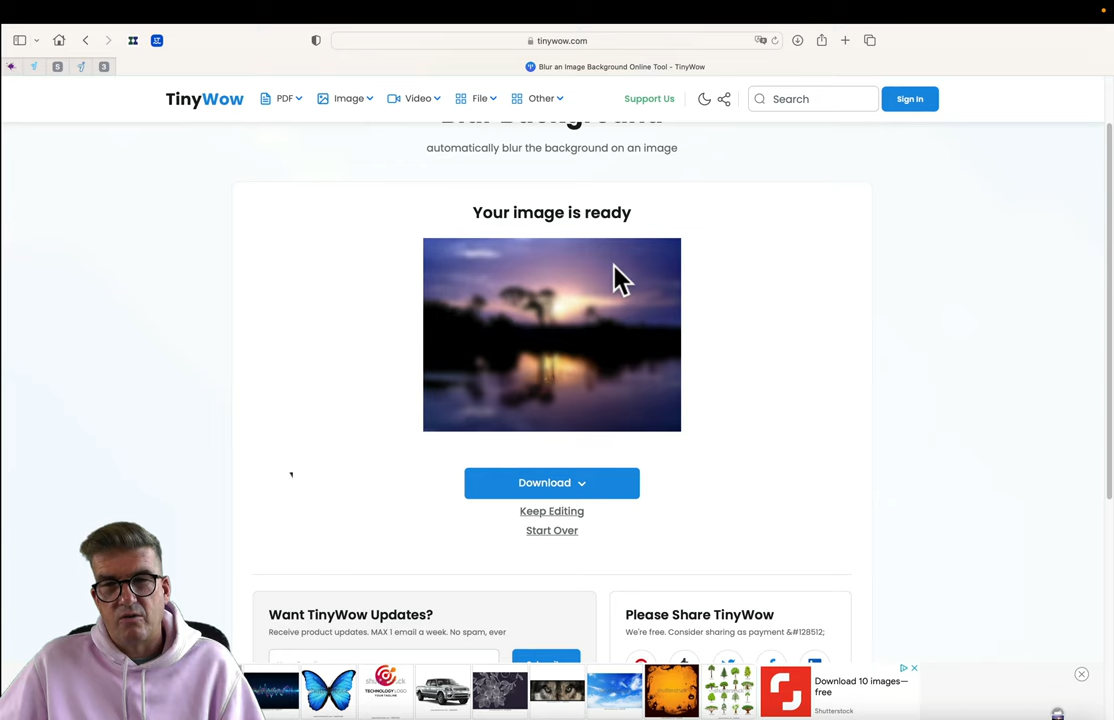 tinywow.com
S
3
Blur an Image Background Online Tool - TinyWow
TinyWow
PDF
Image
Video
File
Other
Support Us
Search
Sign In
automatically blur the background on an image
Your image is ready
Download
Keep Editing
Start Over
Want TinyWow Updates?
Receive product updates. MAX 1 email a week. No spam, ever
Please Share TinyWow
We're free. Consider sharing as payment &#128512;
TECHNOLOGY LOGO
Download 10 images—
free
Shutterstock